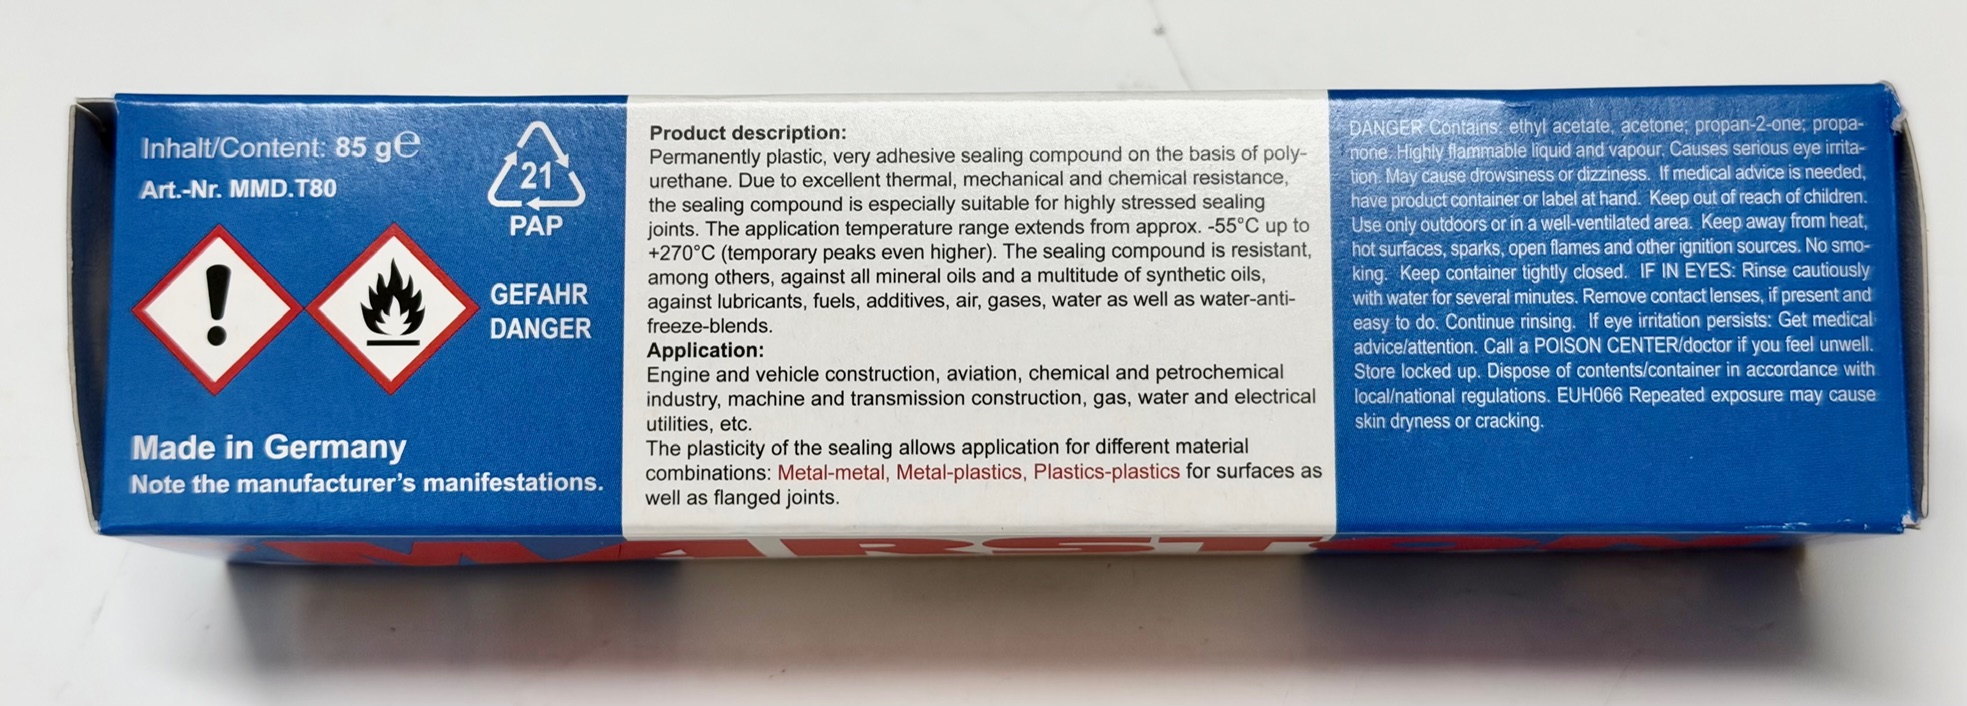 Inhalt/Content: 85 g℮
Art.-Nr. MMD.T80
21
PAP
GEFAHR
DANGER
Made in Germany
Note the manufacturer's manifestations.
Product description:
Permanently plastic, very adhesive sealing compound on the basis of poly-
urethane. Due to excellent thermal, mechanical and chemical resistance,
the sealing compound is especially suitable for highly stressed sealing
joints. The application temperature range extends from approx. -55°C up to
+270°C (temporary peaks even higher). The sealing compound is resistant,
among others, against all mineral oils and a multitude of synthetic oils,
against lubricants, fuels, additives, air, gases, water as well as water-anti-
freeze-blends.
Application:
Engine and vehicle construction, aviation, chemical and petrochemical
industry, machine and transmission construction, gas, water and electrical
utilities, etc.
The plasticity of the sealing allows application for different material
combinations: Metal-metal, Metal-plastics, Plastics-plastics for surfaces as
well as flanged joints.
DANGER Contains: ethyl acetate, acetone; propan-2-one; propa-
none. Highly flammable liquid and vapour. Causes serious eye irrita-
tion. May cause drowsiness or dizziness. If medical advice is needed,
have product container or label at hand. Keep out of reach of children.
Use only outdoors or in a well-ventilated area. Keep away from heat,
hot surfaces, sparks, open flames and other ignition sources. No smo-
king. Keep container tightly closed. IF IN EYES: Rinse cautiously
with water for several minutes. Remove contact lenses, if present and
easy to do. Continue rinsing. If eye irritation persists: Get medical
advice/attention. Call a POISON CENTER/doctor if you feel unwell.
Store locked up. Dispose of contents/container in accordance with
local/national regulations. EUH066 Repeated exposure may cause
skin dryness or cracking.